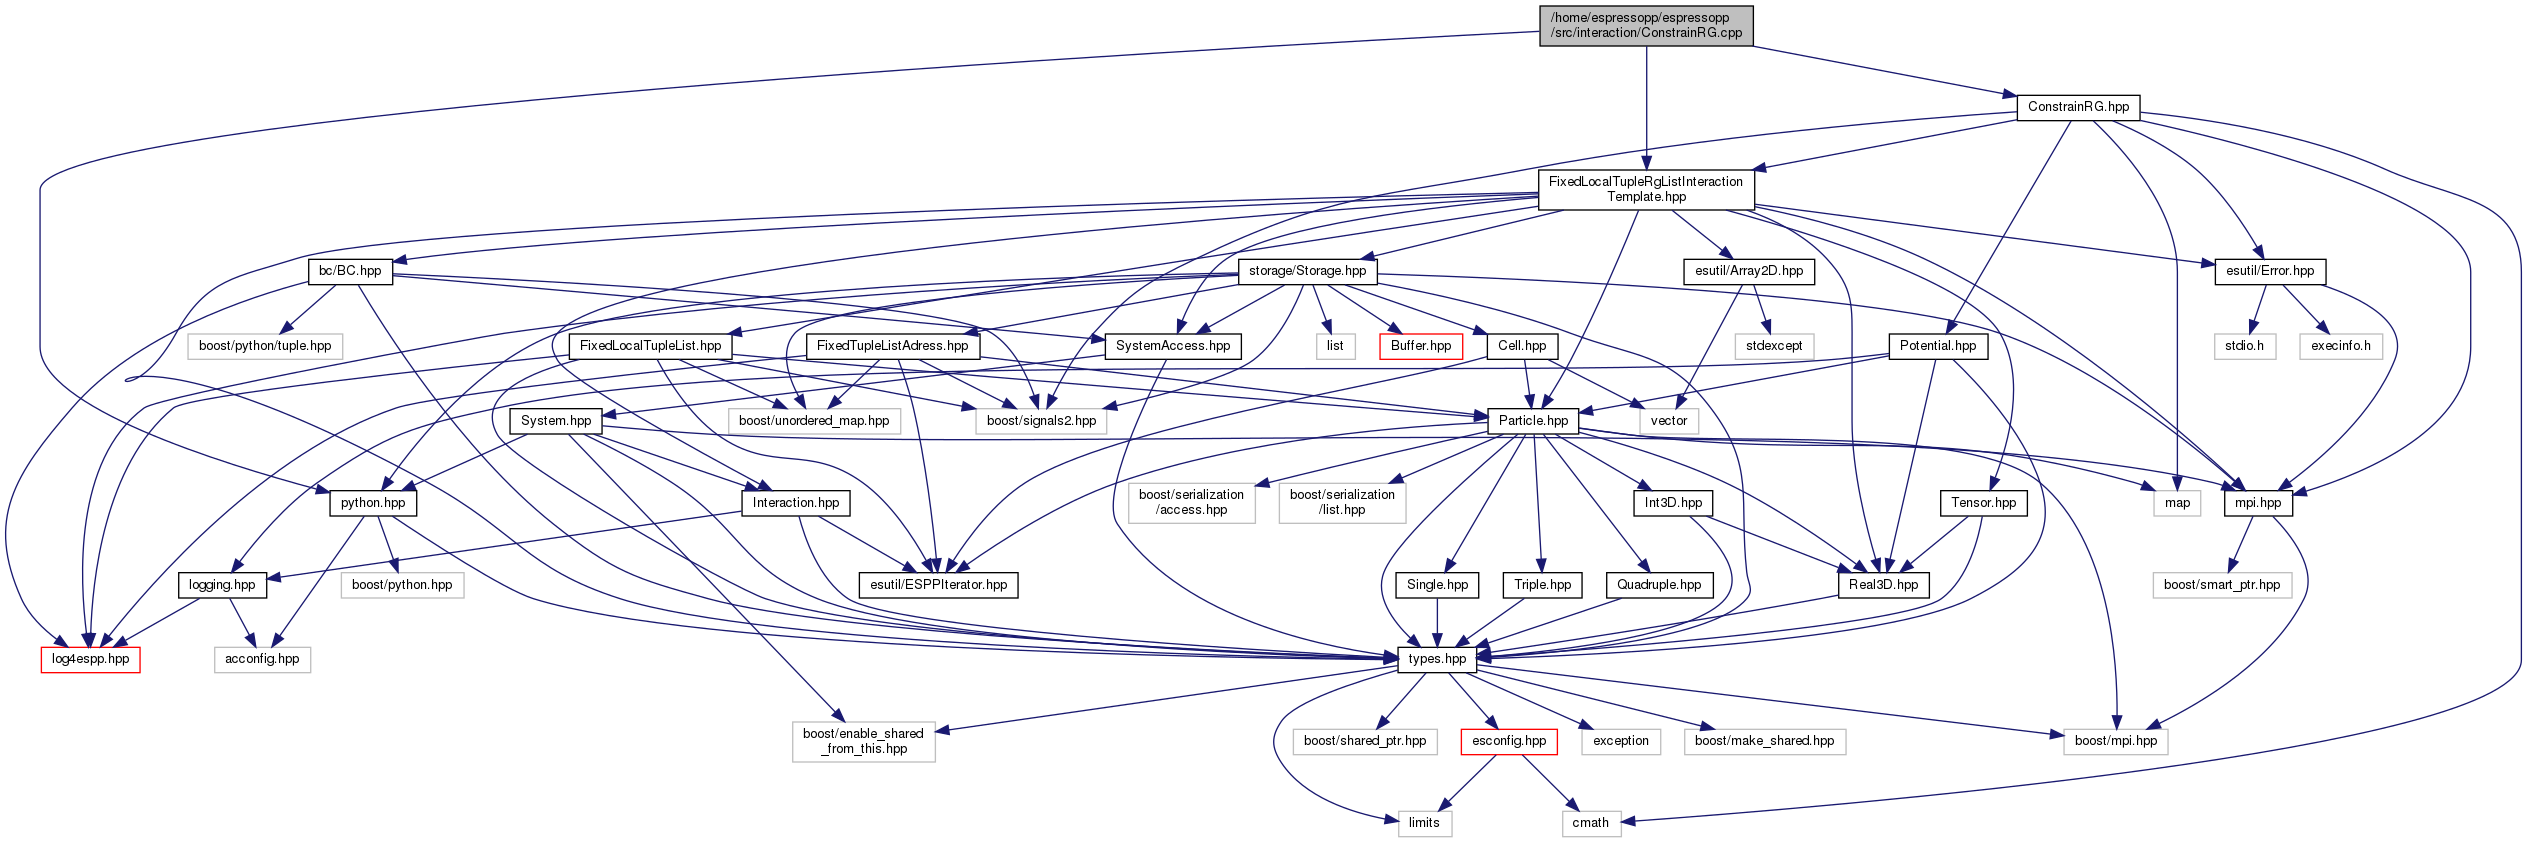 /home/espressopp/espressopp
/src/interaction/ConstrainRG.cpp
ConstrainRG.hpp
FixedLocalTupleRgListInteraction
Template.hpp
bc/BC.hpp
storage/Storage.hpp
esutil/Array2D.hpp
esutil/Error.hpp
boost/python/tuple.hpp
FixedLocalTupleList.hpp
FixedTupleListAdress.hpp
SystemAccess.hpp
list
Buffer.hpp
Cell.hpp
stdexcept
Potential.hpp
stdio.h
execinfo.h
System.hpp
boost/unordered_map.hpp
boost/signals2.hpp
Particle.hpp
vector
python.hpp
Interaction.hpp
boost/serialization
/access.hpp
boost/serialization
/list.hpp
Int3D.hpp
Tensor.hpp
map
mpi.hpp
logging.hpp
boost/python.hpp
esutil/ESPPIterator.hpp
Single.hpp
Triple.hpp
Quadruple.hpp
Real3D.hpp
boost/smart_ptr.hpp
log4espp.hpp
acconfig.hpp
types.hpp
boost/enable_shared
_from_this.hpp
boost/shared_ptr.hpp
esconfig.hpp
exception
boost/make_shared.hpp
boost/mpi.hpp
limits
cmath